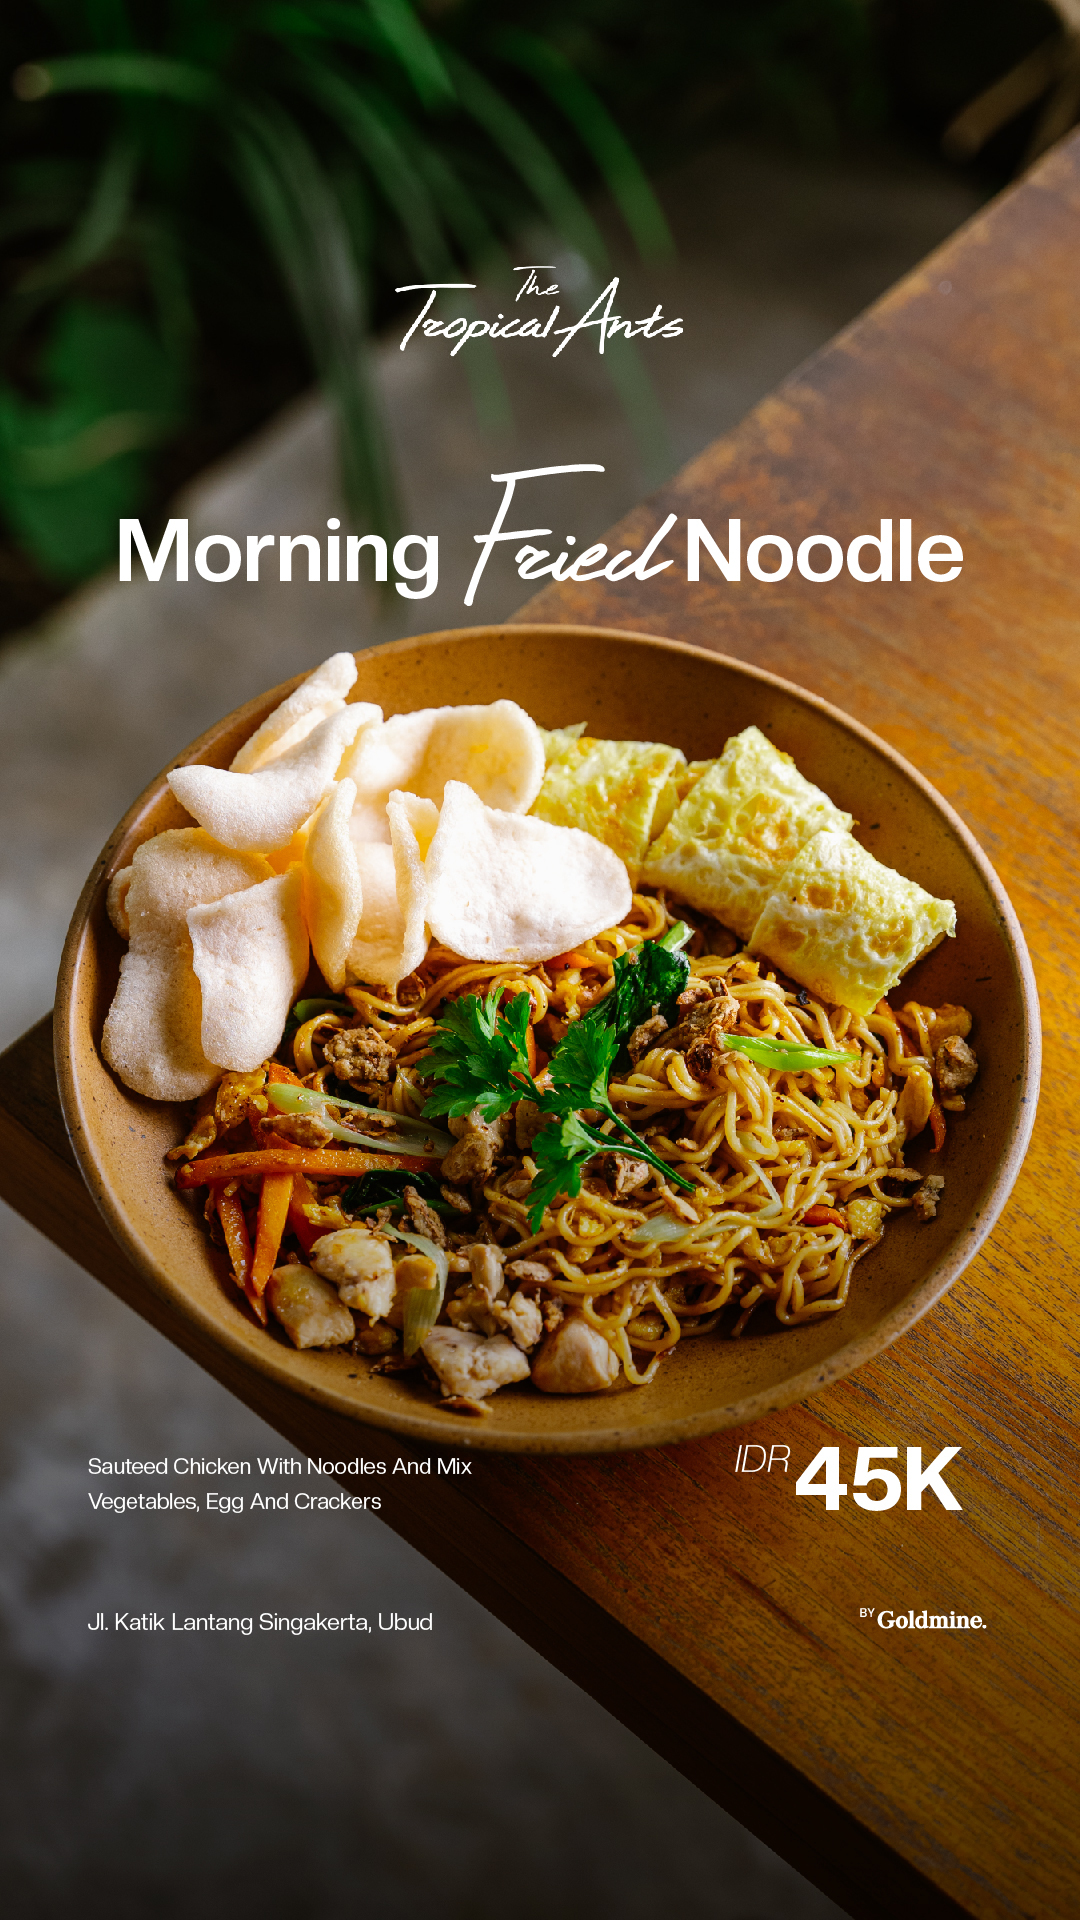 The
Tropical Ants
Morning Fried Noodle
Sauteed Chicken With Noodles And Mix
Vegetables, Egg And Crackers
IDR 45K
Jl. Katik Lantang Singakerta, Ubud
BY Goldmine.